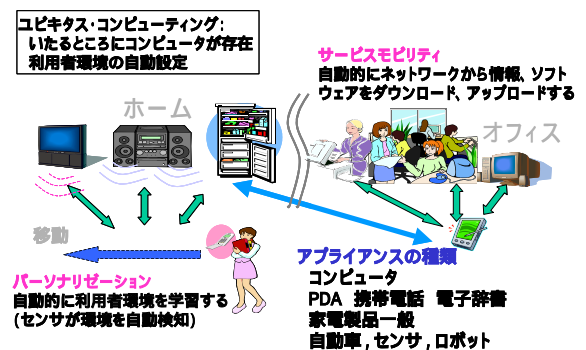 ユビキタス・コンピューティング:
いたるところにコンピュータが存在
利用者環境の自動設定
サービスモビリティ
自動的にネットワークから情報、ソフト
ウェアをダウンロード、アップロードする
ホーム
オフィス
移動
パーソナリゼーション
自動的に利用者環境を学習する
(センサが環境を自動検知)
アプライアンスの種類
コンピュータ
PDA 携帯電話 電子辞書
家電製品一般
自動車,センサ,ロボット